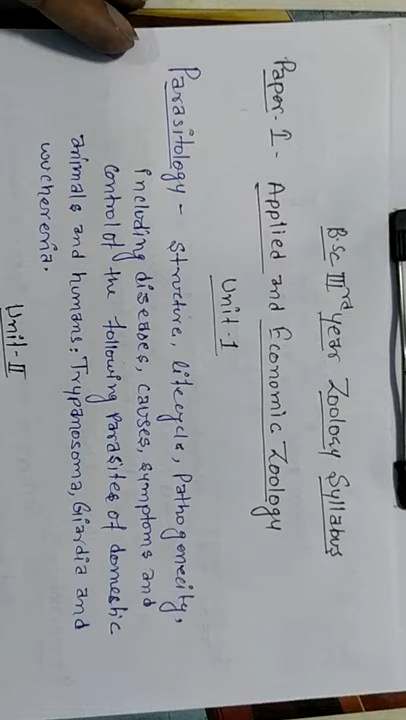 B.Sc IIIrd year Zoology Syllabus
Paper-I- Applied and Economic Zoology
Unit-1
Parasitology - Structure, lifecycle, Pathogenecity,
including diseases, causes, symptoms and
control of the following parasites of domestic
animals and humans: Trypanosoma, Giardia and
wuchereria.
Unit-II